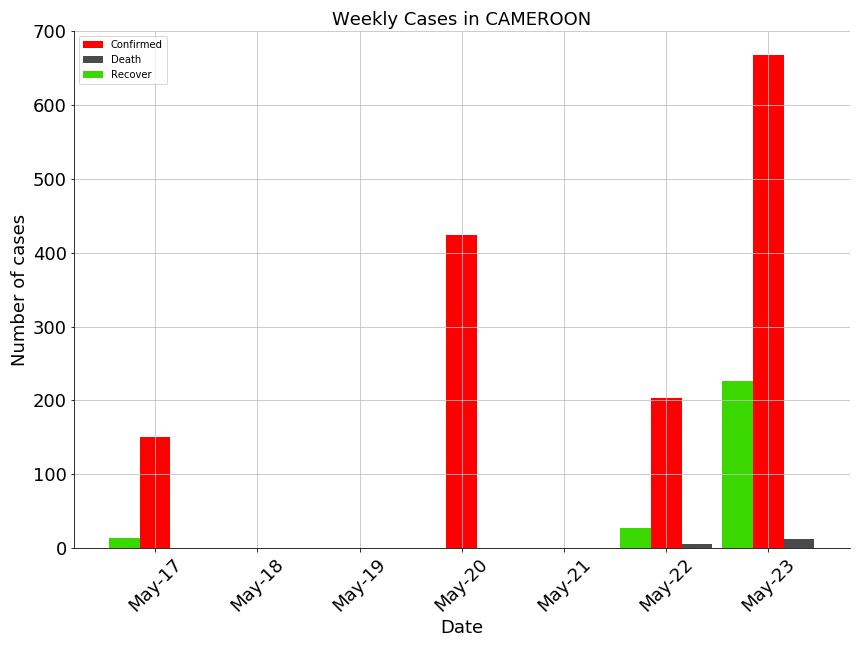 Weekly Cases in CAMEROON
Confirmed
Death
Recover
Number of cases
700
600
500
400
300
200
100
0
May-17
May-18
May-19
May-20
May-21
May-22
May-23
Date